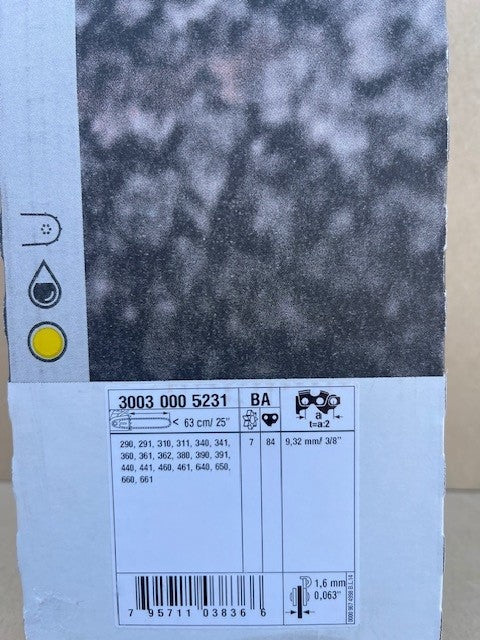 3003 000 5231 BA
< 63 cm/ 25"
a
t=a:2
290, 291, 310, 311, 340, 341, 7 84 9,32 mm/ 3/8"
360, 361, 362, 380, 390, 391,
440, 441, 460, 461, 640, 650,
660, 661
1,6 mm
0,063"
7 95711 03836 6